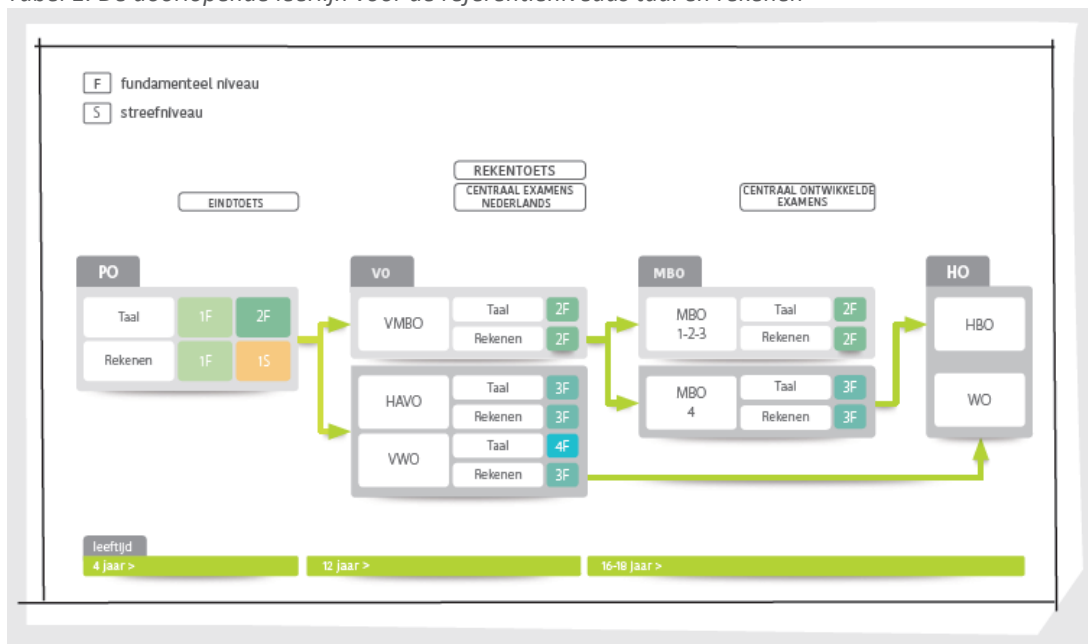 F fundamenteel niveau
S streefniveau
REKENTOETS
EINDTOETS
CENTRAAL EXAMENS
NEDERLANDS
CENTRAAL ONTWIKKELDE
EXAMENS
PO
Taal 1F 2F
Rekenen 1F 1S
VO
VMBO
Taal 2F
Rekenen 2F
HAVO
Taal 3F
Rekenen 3F
VWO
Taal 4F
Rekenen 3F
MBO
MBO
1-2-3
Taal 2F
Rekenen 2F
MBO
4
Taal 3F
Rekenen 3F
HO
HBO
WO
leeftijd
4 jaar >
12 jaar >
16-18 jaar >